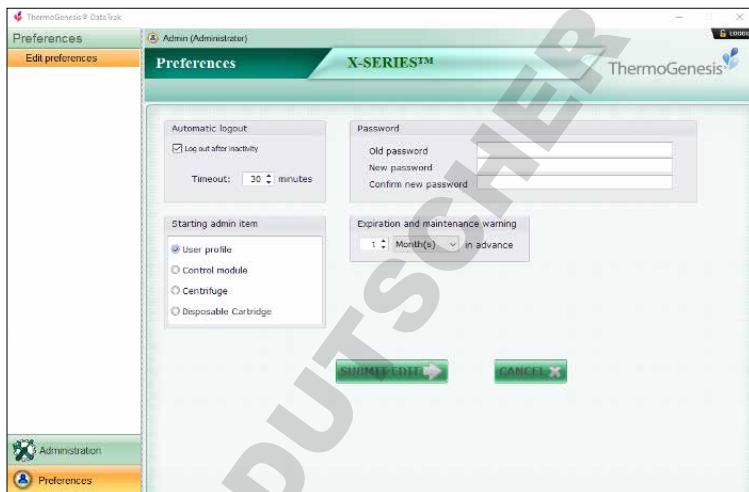 ThermoGenesis® DataTrak
Preferences
Admin (Administrater)
Edit preferences
Preferences
X-SERIES™
ThermoGenesis
Automatic logout
Log out after inactivity
Timeout: 30 minutes
Password
Old password
New password
Confirm new password
Starting admin item
User profile
Control module
Centrifuge
Disposable Cartridge
Expiration and maintenance warning
1 Month(s) in advance
SUBMIT EDIT
CANCEL
Administration
Preferences
DUTSCHER